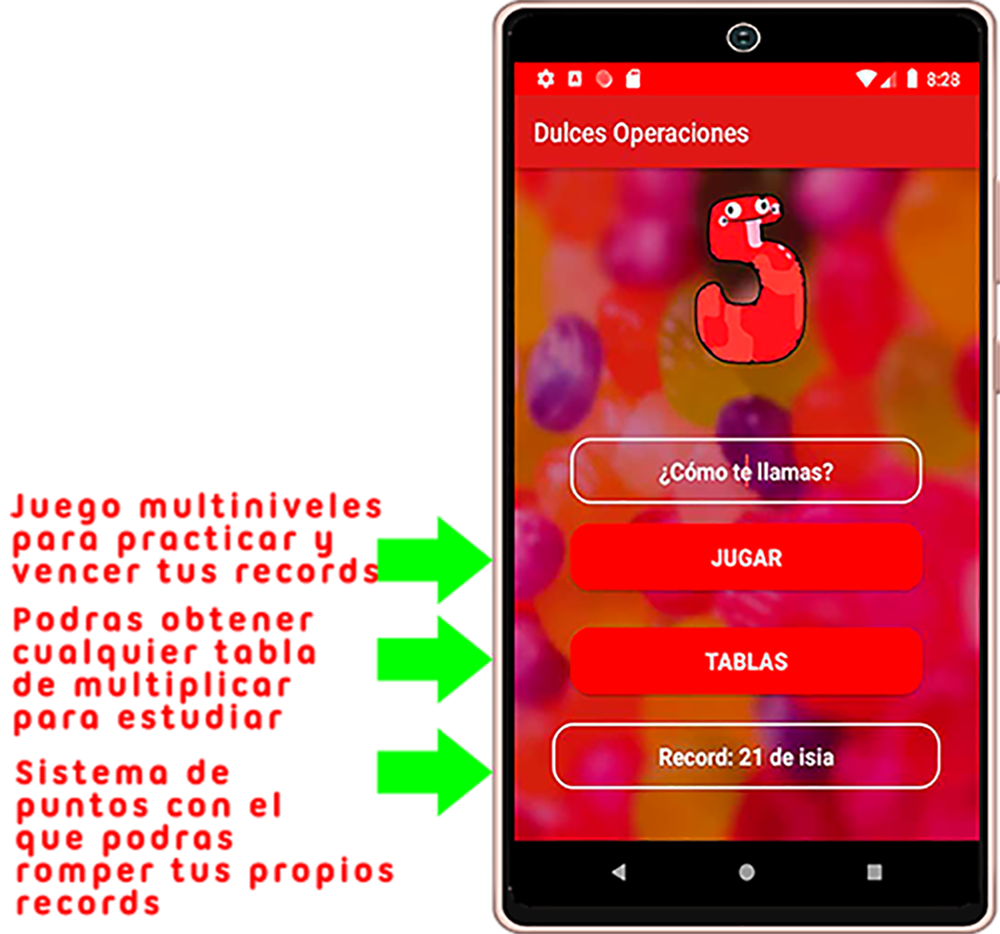 8:28
Dulces Operaciones
¿Cómo te llamas?
JUGAR
TABLAS
Record: 21 de isia
Juego multiniveles
para practicar y
vencer tus records
Podras obtener
cualquier tabla
de multiplicar
para estudiar
Sistema de
puntos con el
que podras
romper tus propios
records